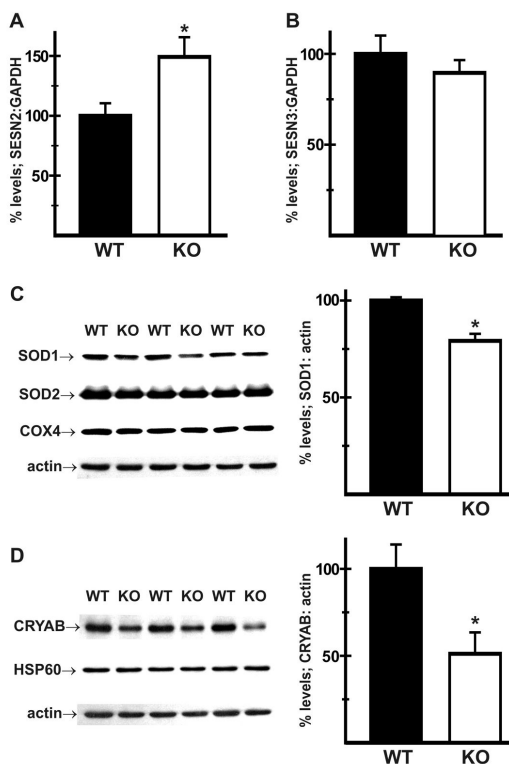 A
% levels; SESN2:GAPDH
150
100
50
*
WT KO
B
% levels; SESN3:GAPDH
100
50
WT KO
C
WT KO WT KO WT KO
SOD1→
SOD2→
COX4→
actin→
% levels; SOD1: actin
100
50
*
WT KO
D
WT KO WT KO WT KO
CRYAB→
HSP60→
actin→
% levels; CRYAB: actin
100
50
*
WT KO